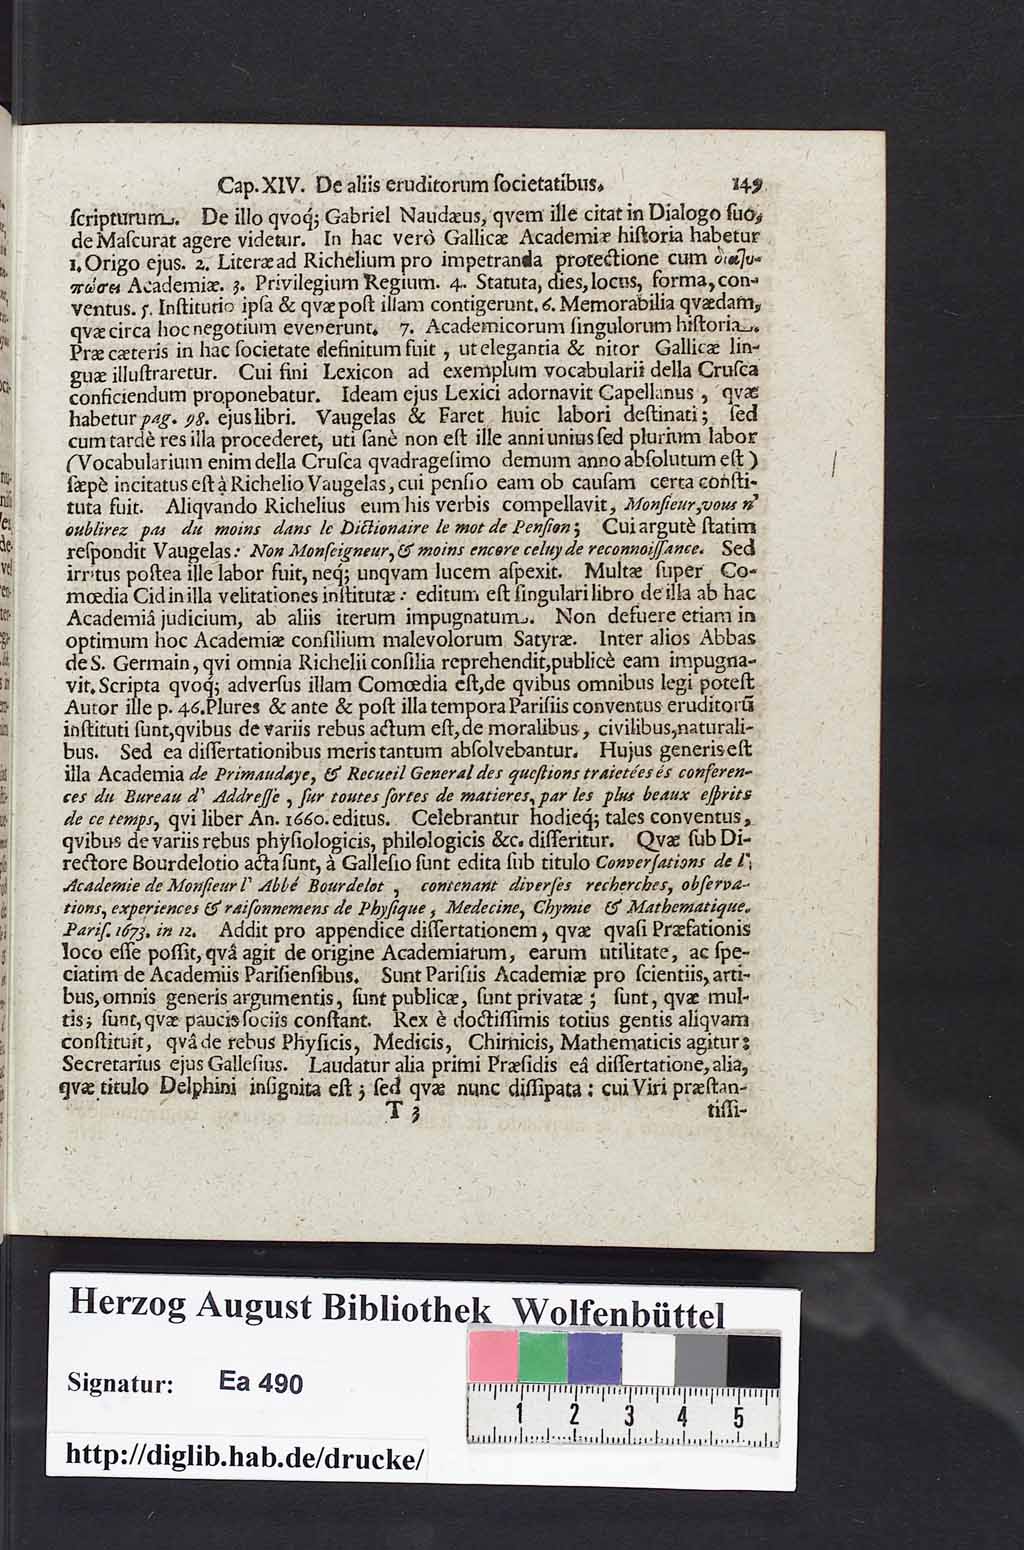 Cap. XIV. De aliis eruditorum ſocietatibus. 149
ſcripturum. De illo qvoq; Gabriel Naudæus, qvem ille citat in Dialogo ſuo,
de Maſcurat agere videtur. In hac verò Gallicæ Academiæ hiſtoria habetur
1. Origo ejus. 2. Literæ ad Richelium pro impetranda protectione cum διατυ-
πώσει Academiæ. 3. Privilegium Regium. 4. Statuta, dies, locus, forma, con-
ventus. 5. Inſtitutio ipſa & qvæ poſt illam contigerunt. 6. Memorabilia qvædam,
qvæ circa hoc negotium evenerunt. 7. Academicorum ſingulorum hiſtoria.
Præ cæteris in hac ſocietate definitum fuit, ut elegantia & nitor Gallicæ lin-
guæ illuſtraretur. Cui fini Lexicon ad exemplum vocabularii della Cruſca
conficiendum proponebatur. Ideam ejus Lexici adornavit Capellanus, qvæ
habetur pag. 98. ejus libri. Vaugelas & Faret huic labori deſtinati; ſed
cum tardè res illa procederet, uti ſanè non eſt ille anni unius ſed plurium labor
(Vocabularium enim della Cruſca qvadrageſimo demum anno abſolutum eſt)
ſæpè incitatus eſt à Richelio Vaugelas, cui penſio eam ob cauſam certa conſti-
tuta fuit. Aliqvando Richelius eum his verbis compellavit, Monſieur, vous n'
oublirez pas du moins dans le Dictionaire le mot de Penſion; Cui argutè ſtatim
reſpondit Vaugelas: Non Monſeigneur, & moins encore celuy de reconnoiſſance. Sed
irritus poſtea ille labor fuit, neq; unqvam lucem aſpexit. Multæ ſuper Co-
mœdia Cid in illa velitationes inſtitutæ: editum eſt ſingulari libro de illa ab hac
Academiâ judicium, ab aliis iterum impugnatum. Non defuere etiam in
optimum hoc Academiæ conſilium malevolorum Satyræ. Inter alios Abbas
de S. Germain, qvi omnia Richelii conſilia reprehendit, publicè eam impugna-
vit. Scripta qvoq; adverſus illam Comœdia eſt, de qvibus omnibus legi poteſt
Autor ille p. 46. Plures & ante & poſt illa tempora Pariſiis conventus eruditorū
inſtituti ſunt, qvibus de variis rebus actum eſt, de moralibus, civilibus, naturali-
bus. Sed ea diſſertationibus meris tantum abſolvebantur. Hujus generis eſt
illa Academia de Primaudaye, & Recueil General des queſtions traietées és conferen-
ces du Bureau d' Addreſſe, ſur toutes ſortes de matieres, par les plus beaux eſprits
de ce temps, qvi liber An. 1660. editus. Celebrantur hodieq; tales conventus,
qvibus de variis rebus phyſiologicis, philologicis &c. diſſeritur. Qvæ ſub Di-
rectore Bourdelotio acta ſunt, à Galleſio ſunt edita ſub titulo Converſations de l'
Academie de Monſieur l' Abbé Bourdelot, contenant diverſes recherches, obſerva-
tions, experiences & raiſonnemens de Phyſique, Medecine, Chymie & Mathematique.
Pariſ. 1673. in 12. Addit pro appendice diſſertationem, qvæ qvaſi Præfationis
loco eſſe poſſit, qvâ agit de origine Academiarum, earum utilitate, ac ſpe-
ciatim de Academiis Pariſienſibus. Sunt Pariſiis Academiæ pro ſcientiis, arti-
bus, omnis generis argumentis, ſunt publicæ, ſunt privatæ; ſunt, qvæ mul-
tis; ſunt, qvæ paucis ſociis conſtant. Rex è doctiſſimis totius gentis aliqvam
conſtituit, qvâ de rebus Phyſicis, Medicis, Chimicis, Mathematicis agitur:
Secretarius ejus Galleſius. Laudatur alia primi Præſidis eâ diſſertatione, alia,
qvæ titulo Delphini inſignita eſt; ſed qvæ nunc diſſipata: cui Viri præſtan-
T 3 tiſſi-
Herzog August Bibliothek Wolfenbüttel
Signatur: Ea 490
1 2 3 4 5
http://diglib.hab.de/drucke/